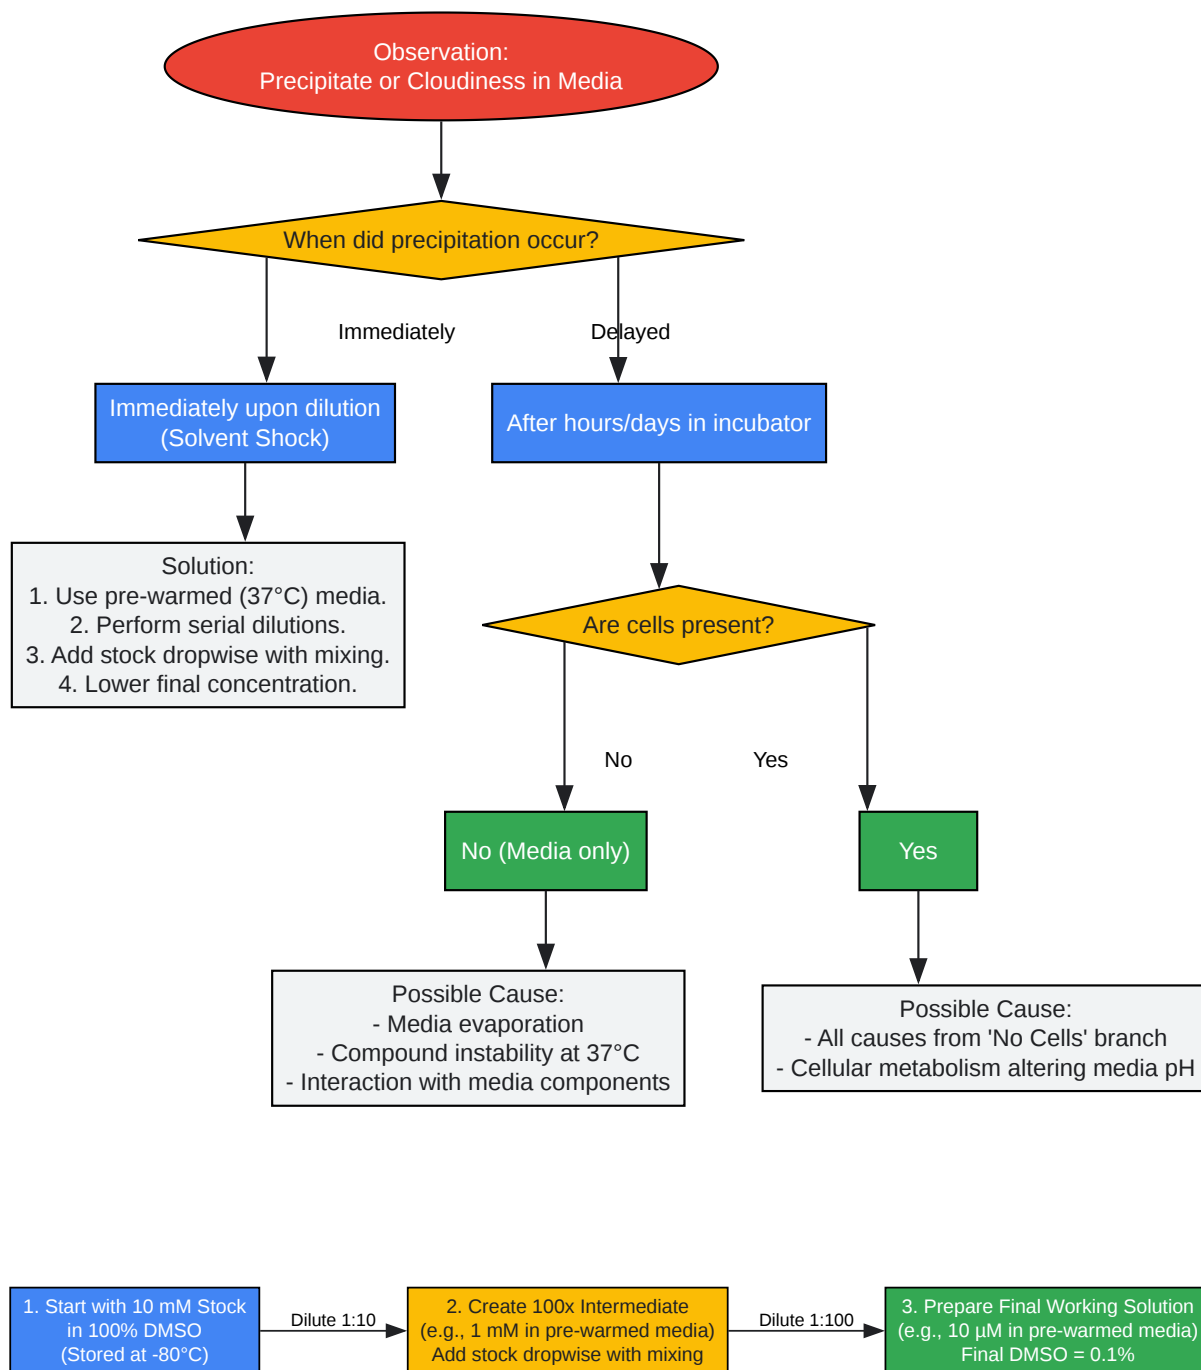 Observation:
Precipitate or Cloudiness in Media
When did precipitation occur?
Immediately
Delayed
Immediately upon dilution
(Solvent Shock)
After hours/days in incubator
Solution:
1. Use pre-warmed (37°C) media.
2. Perform serial dilutions.
3. Add stock dropwise with mixing.
4. Lower final concentration.
Are cells present?
No
Yes
No (Media only)
Yes
Possible Cause:
- Media evaporation
- Compound instability at 37°C
- Interaction with media components
Possible Cause:
- All causes from 'No Cells' branch
- Cellular metabolism altering media pH
1. Start with 10 mM Stock
in 100% DMSO
(Stored at -80°C)
Dilute 1:10
2. Create 100x Intermediate
(e.g., 1 mM in pre-warmed media)
Add stock dropwise with mixing
Dilute 1:100
3. Prepare Final Working Solution
(e.g., 10 µM in pre-warmed media)
Final DMSO = 0.1%